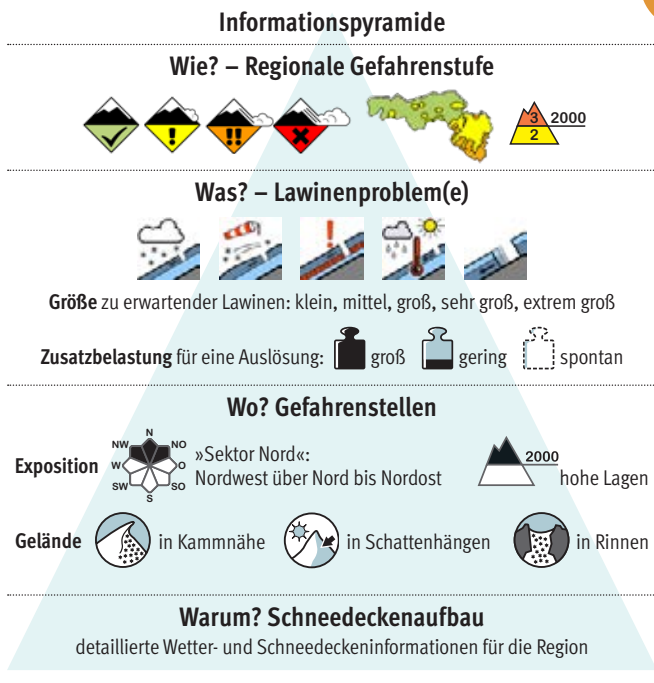 Informationspyramide
Wie? – Regionale Gefahrenstufe
! !! 3 2000
2
Was? – Lawinenproblem(e)
!
Größe zu erwartender Lawinen: klein, mittel, groß, sehr groß, extrem groß
Zusatzbelastung für eine Auslösung: groß gering spontan
Wo? Gefahrenstellen
Exposition
N
NW NO
W O
SW SO
S
»Sektor Nord«:
Nordwest über Nord bis Nordost
2000
hohe Lagen
Gelände in Kammnähe in Schattenhängen in Rinnen
Warum? Schneedeckenaufbau
detaillierte Wetter- und Schneedeckeninformationen für die Region